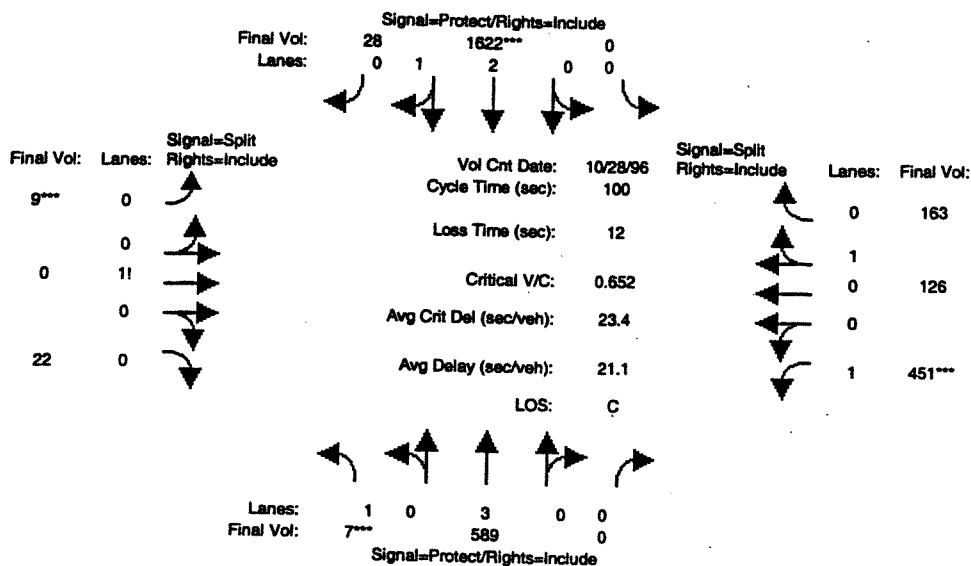 Signal=Protect/Rights=Include
Final Vol: 28 1622*** 0
Lanes: 0 1 2 0 0
Signal=Split
Rights=Include
Final Vol: Lanes:
9*** 0
0
0 1!
0
22 0
Vol Cnt Date: 10/28/96
Cycle Time (sec): 100
Loss Time (sec): 12
Critical V/C: 0.652
Avg Crit Del (sec/veh): 23.4
Avg Delay (sec/veh): 21.1
LOS: C
Signal=Split
Rights=Include
Lanes: Final Vol:
0 163
1
0 126
0
1 451***
Lanes: 1 0 3 0 0
Final Vol: 7*** 589 0
Signal=Protect/Rights=Include